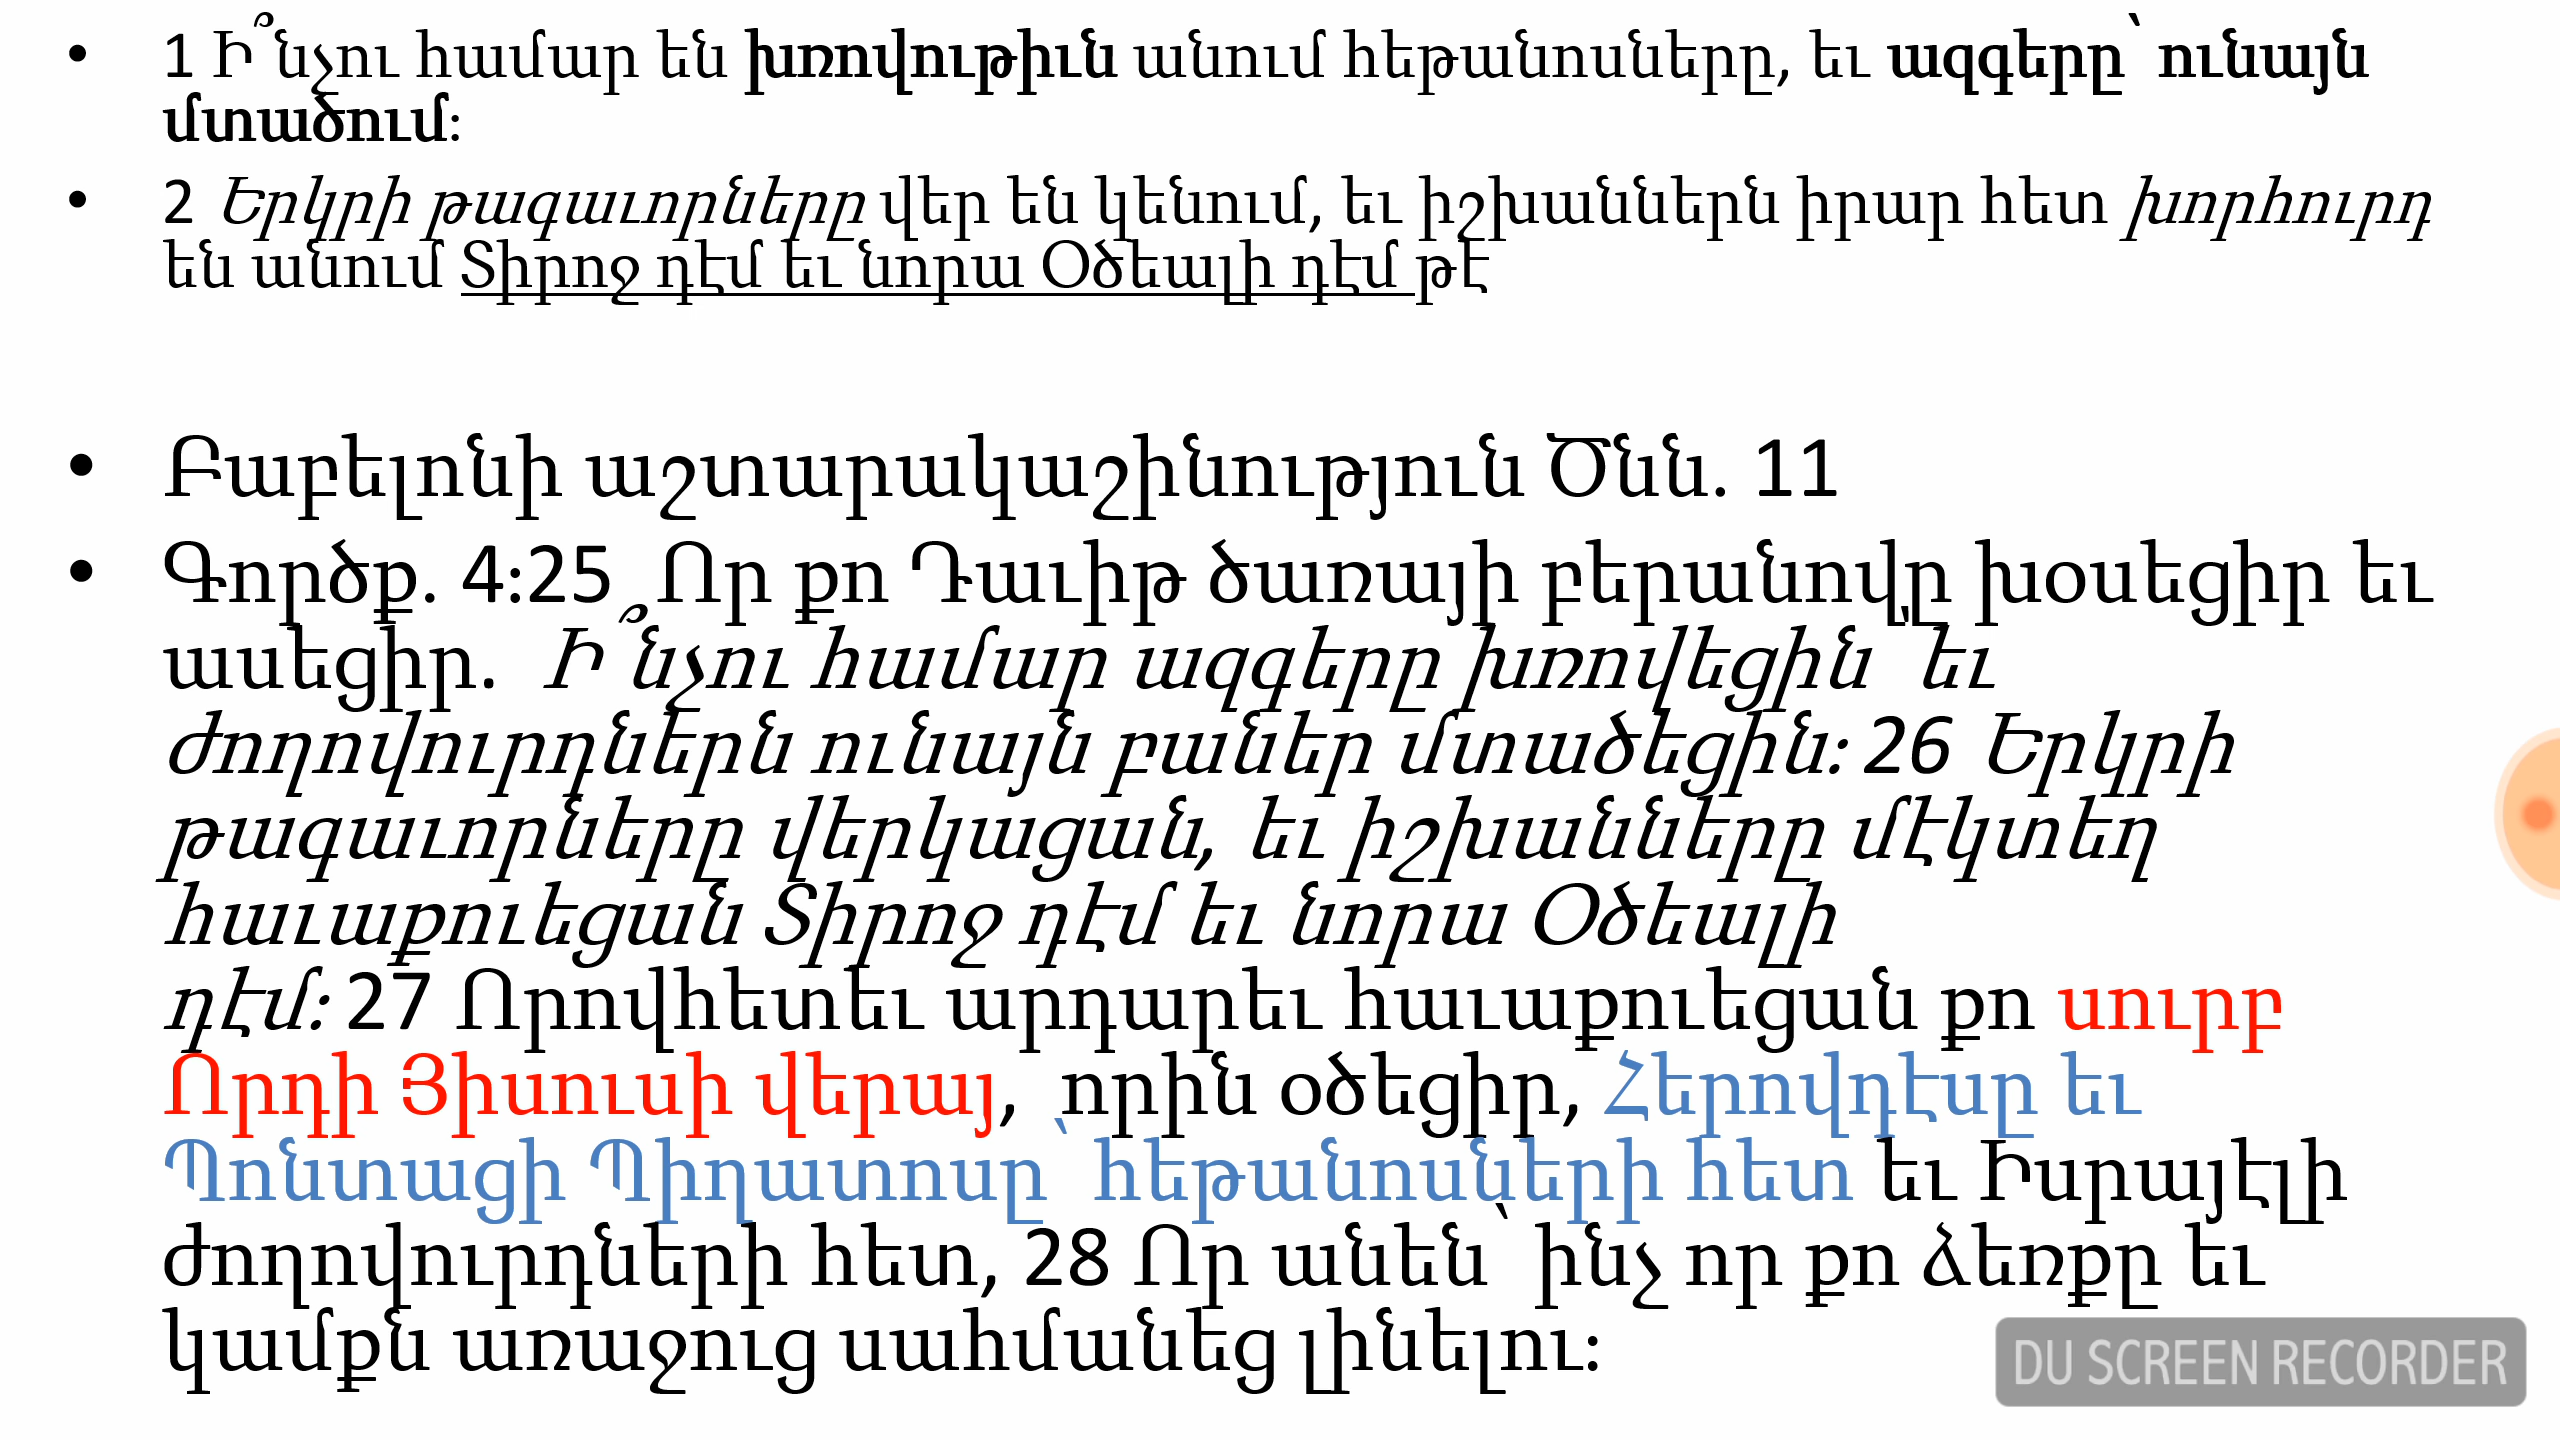 • 1 Ի՞նչու համար են խռովութիւն անում հեթանոսները, եւ ազգերը՝ ունայն
մտածում։
• 2 Երկրի թագաւորները վեր են կենում, եւ իշխաններն իրար հետ խորհուրդ
են անում Տիրոջ դէմ եւ նորա Օծեալի դէմ թէ
• Բաբելոնի աշտարակաշինություն Ծնն. 11
• Գործք. 4:25 Որ քո Դաւիթ ծառայի բերանովը խօսեցիր եւ
ասեցիր. Ի՞նչու համար ազգերը խռովեցին՝ եւ
ժողովուրդներն ունայն բաներ մտածեցին։ 26 Երկրի
թագաւորները վերկացան, եւ իշխանները մէկտեղ
հաւաքուեցան Տիրոջ դէմ եւ նորա Օծեալի
դէմ։ 27 Որովհետեւ արդարեւ հաւաքուեցան քո սուրբ
Որդի Յիսուսի վերայ, որին օծեցիր, Հերովդէսը եւ
Պոնտացի Պիղատոսը՝ հեթանոսների հետ եւ Իսրայէլի
ժողովուրդների հետ, 28 Որ անեն՝ ինչ որ քո ձեռքը եւ
կամքն առաջուց սահմանեց լինելու։
DU SCREEN RECORDER